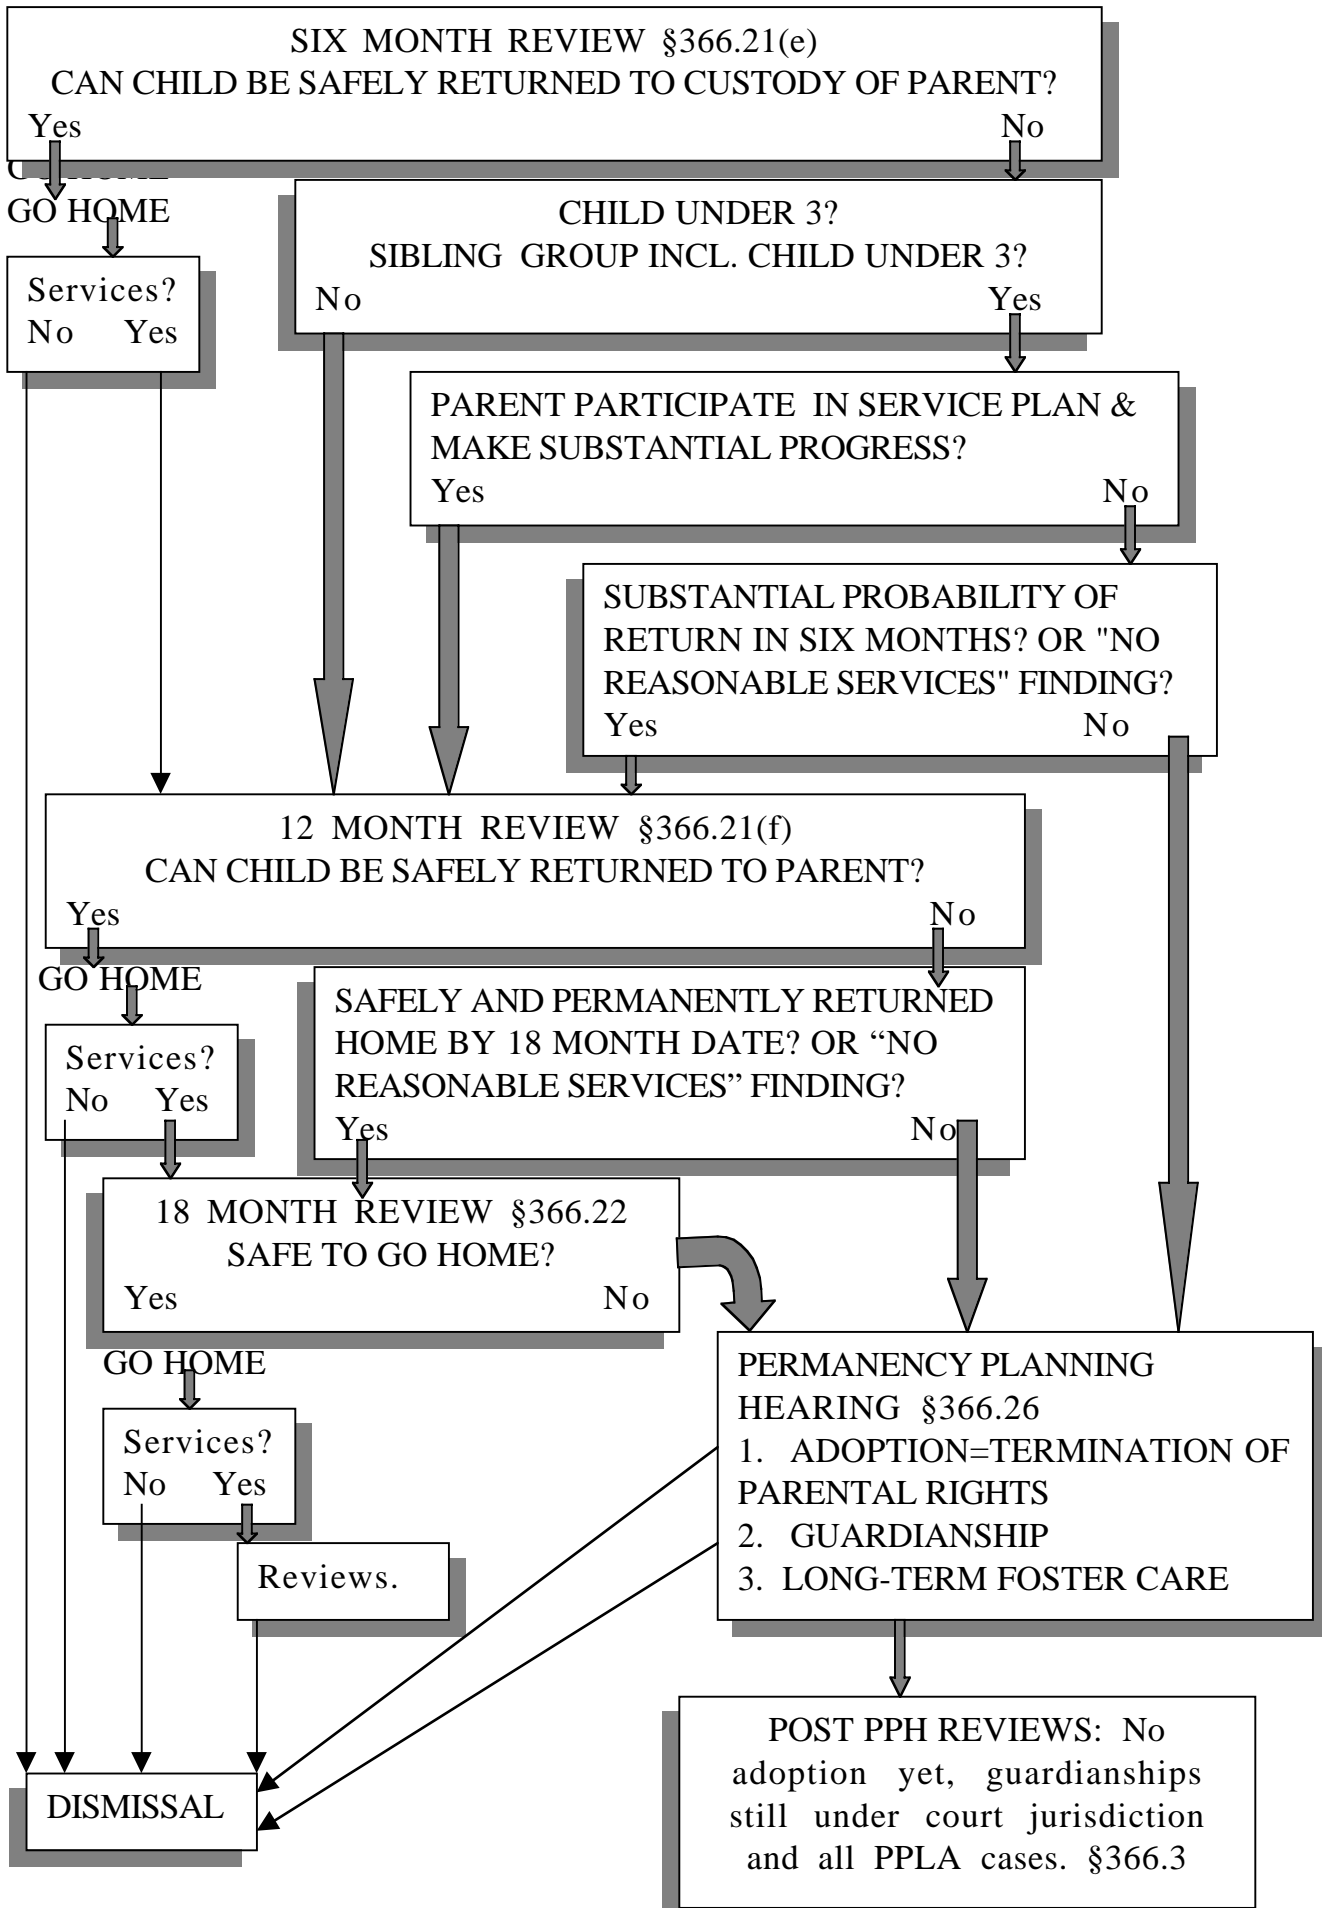 SIX MONTH REVIEW §366.21(e)
CAN CHILD BE SAFELY RETURNED TO CUSTODY OF PARENT?
Yes No
GO HOME
GO HOME
CHILD UNDER 3?
SIBLING GROUP INCL. CHILD UNDER 3?
No Yes
Services?
No Yes
PARENT PARTICIPATE IN SERVICE PLAN &
MAKE SUBSTANTIAL PROGRESS?
Yes No
SUBSTANTIAL PROBABILITY OF
RETURN IN SIX MONTHS? OR "NO
REASONABLE SERVICES" FINDING?
Yes No
12 MONTH REVIEW §366.21(f)
CAN CHILD BE SAFELY RETURNED TO PARENT?
Yes No
GO HOME
Services?
No Yes
SAFELY AND PERMANENTLY RETURNED
HOME BY 18 MONTH DATE? OR “NO
REASONABLE SERVICES” FINDING?
Yes No
18 MONTH REVIEW §366.22
SAFE TO GO HOME?
Yes No
GO HOME
Services?
No Yes
Reviews.
PERMANENCY PLANNING
HEARING §366.26
1. ADOPTION=TERMINATION OF
PARENTAL RIGHTS
2. GUARDIANSHIP
3. LONG-TERM FOSTER CARE
DISMISSAL
POST PPH REVIEWS: No
adoption yet, guardianships
still under court jurisdiction
and all PPLA cases. §366.3